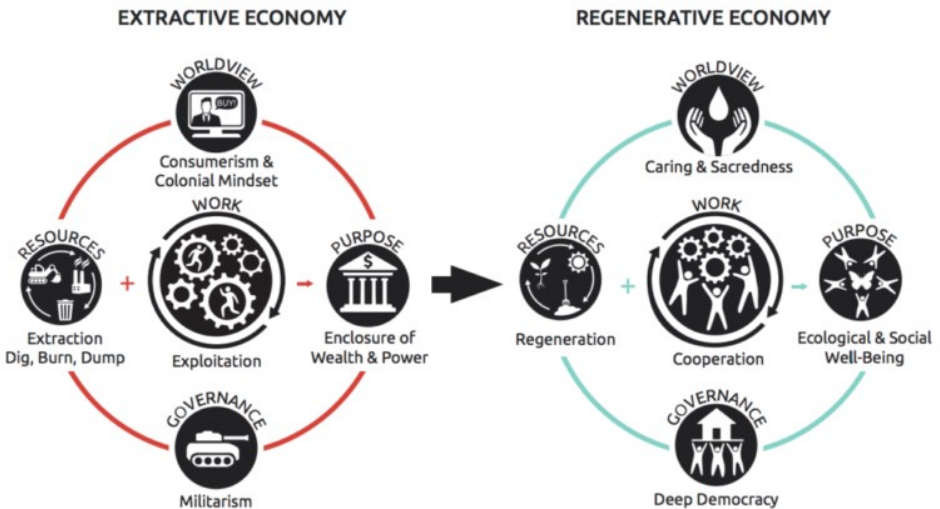 EXTRACTIVE ECONOMY
WORLDVIEW
BUY!
Consumerism &
Colonial Mindset
RESOURCES
+
Extraction
Dig, Burn, Dump
WORK
Exploitation
PURPOSE
$
Enclosure of
Wealth & Power
GOVERNANCE
Militarism
REGENERATIVE ECONOMY
WORLDVIEW
Caring & Sacredness
RESOURCES
+
Regeneration
WORK
Cooperation
PURPOSE
Ecological & Social
Well-Being
GOVERNANCE
Deep Democracy